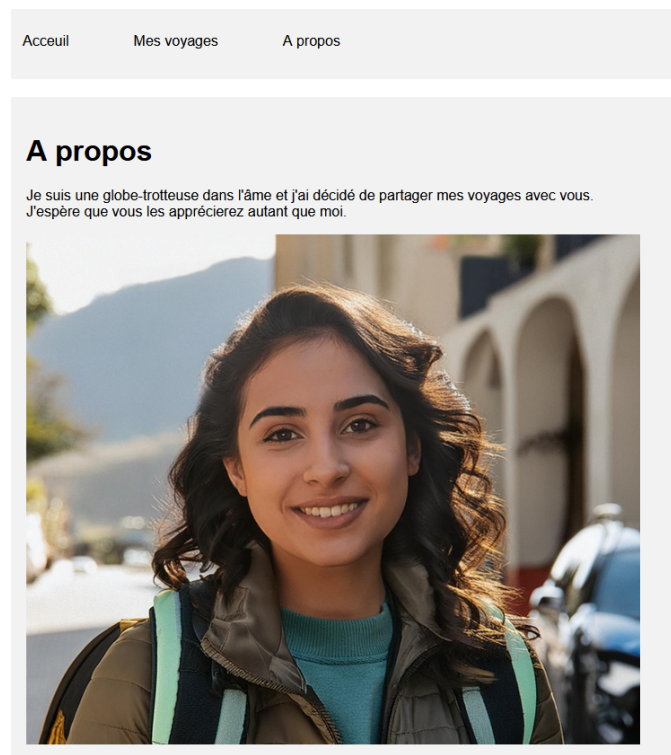 Acceuil Mes voyages A propos
A propos
Je suis une globe-trotteuse dans l'âme et j'ai décidé de partager mes voyages avec vous.
J'espère que vous les apprécierez autant que moi.